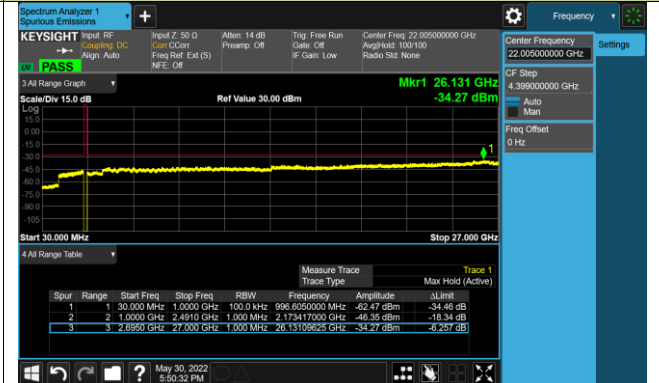 Spectrum Analyzer 1
Spurious Emissions
Frequency
KEYSIGHT
Input: RF
Coupling: DC
Align: Auto
Input Z: 50 Ω
Corr CCorr
Freq Ref: Ext (S)
NFE: Off
Atten: 14 dB
Preamp: Off
Trig: Free Run
Gate: Off
IF Gain: Low
Center Freq: 22.005000000 GHz
Avg|Hold: 100/100
Radio Std: None
PASS
Center Frequency
22.005000000 GHz
Settings
CF Step
4.399000000 GHz
Auto
Man
Freq Offset
0 Hz
3 All Range Graph
Mkr1 26.131 GHz
Scale/Div 15.0 dB
Ref Value 30.00 dBm
-34.27 dBm
Log
15.0
0.00
-15.0
-30.0
-45.0
-60.0
-75.0
-90.0
-105
1
Start 30.000 MHz
Stop 27.000 GHz
4 All Range Table
Measure Trace Trace 1
Trace Type Max Hold (Active)
Spur Range Start Freq Stop Freq RBW Frequency Amplitude ΔLimit
1 1 30.000 MHz 1.0000 GHz 100.0 kHz 996.6050000 MHz -62.47 dBm -34.46 dB
2 2 1.0000 GHz 2.4910 GHz 1.000 MHz 2.173417000 GHz -46.35 dBm -18.34 dB
3 3 2.6950 GHz 27.000 GHz 1.000 MHz 26.13109625 GHz -34.27 dBm -6.257 dB
May 30, 2022
5:50:32 PM